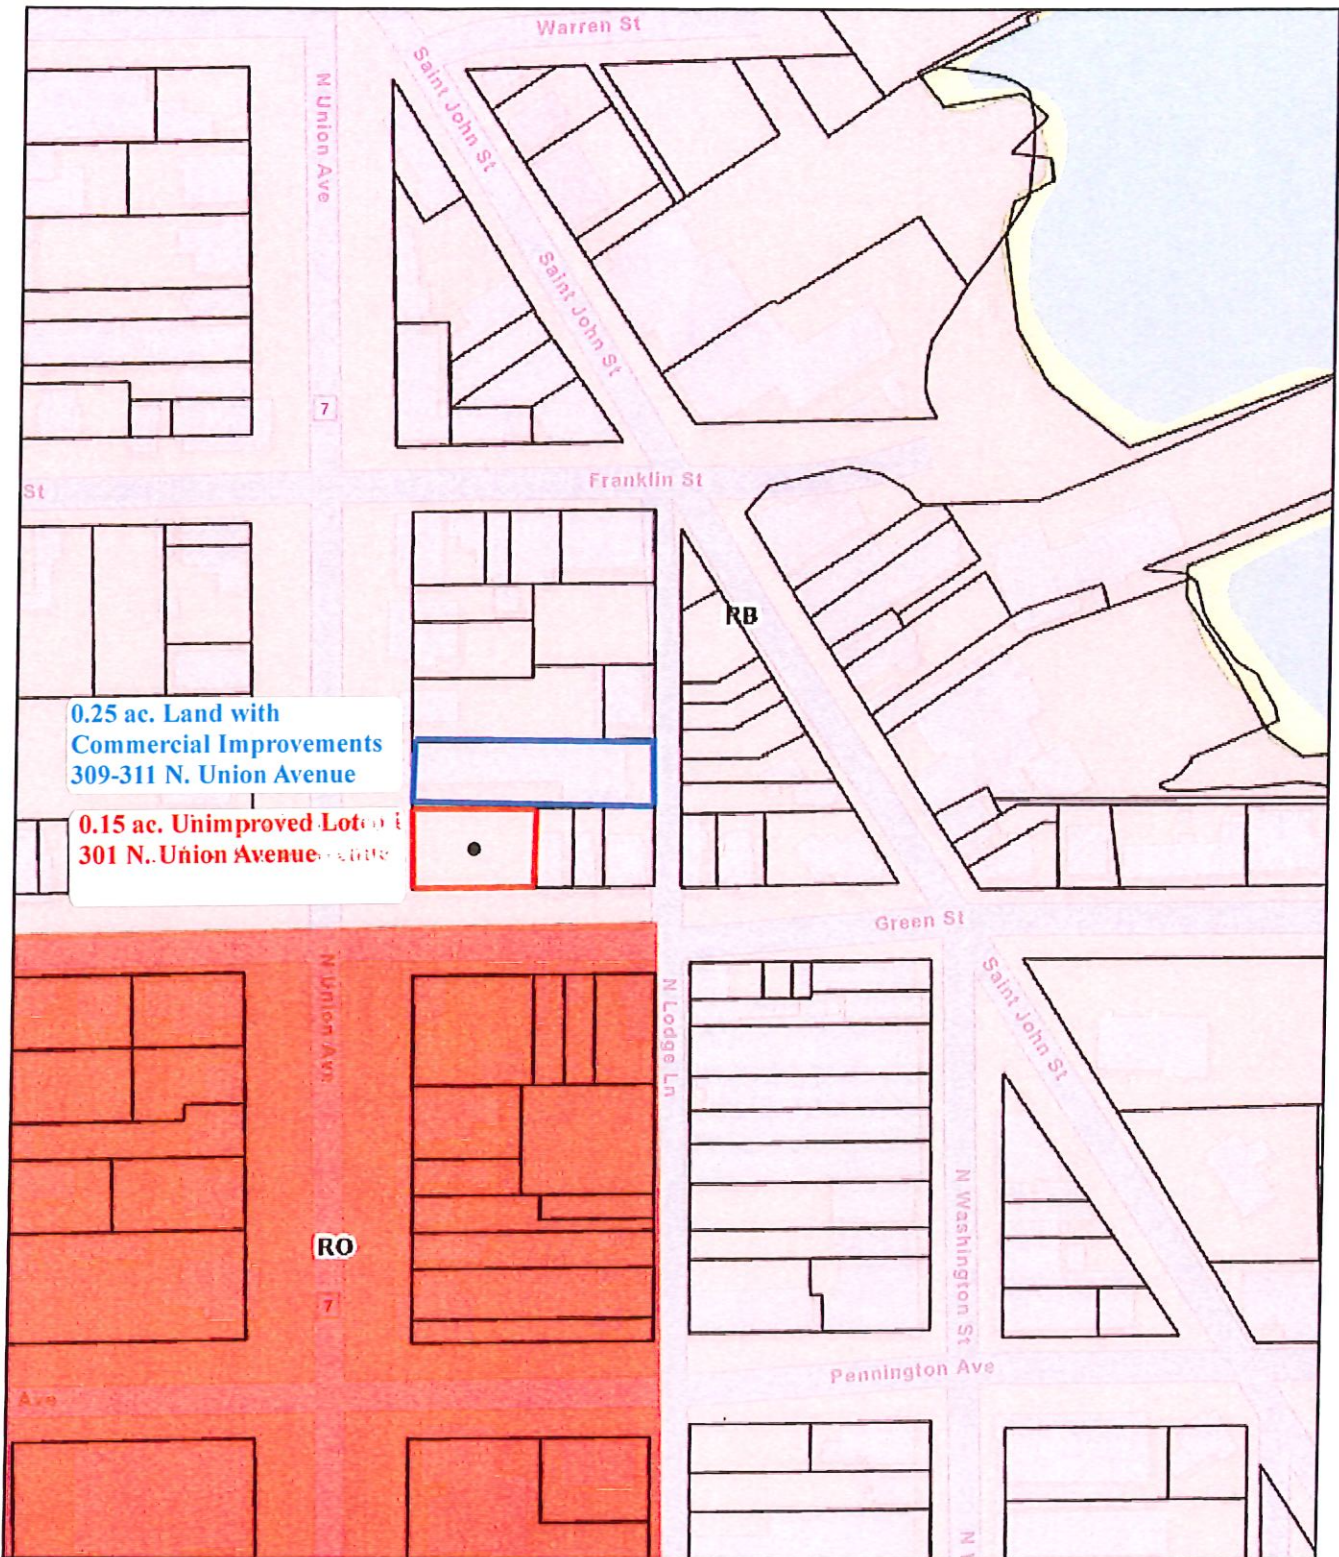 Warren St
Saint John St
N Union Ave
Saint John St
7
Franklin St
St
RB
0.25 ac. Land with
Commercial Improvements
309-311 N. Union Avenue
0.15 ac. Unimproved Lot
301 N. Union Avenue
Green St
N Union Ave
N Lodge Ln
Saint John St
N Washington St
RO
7
Pennington Ave
Ave
N